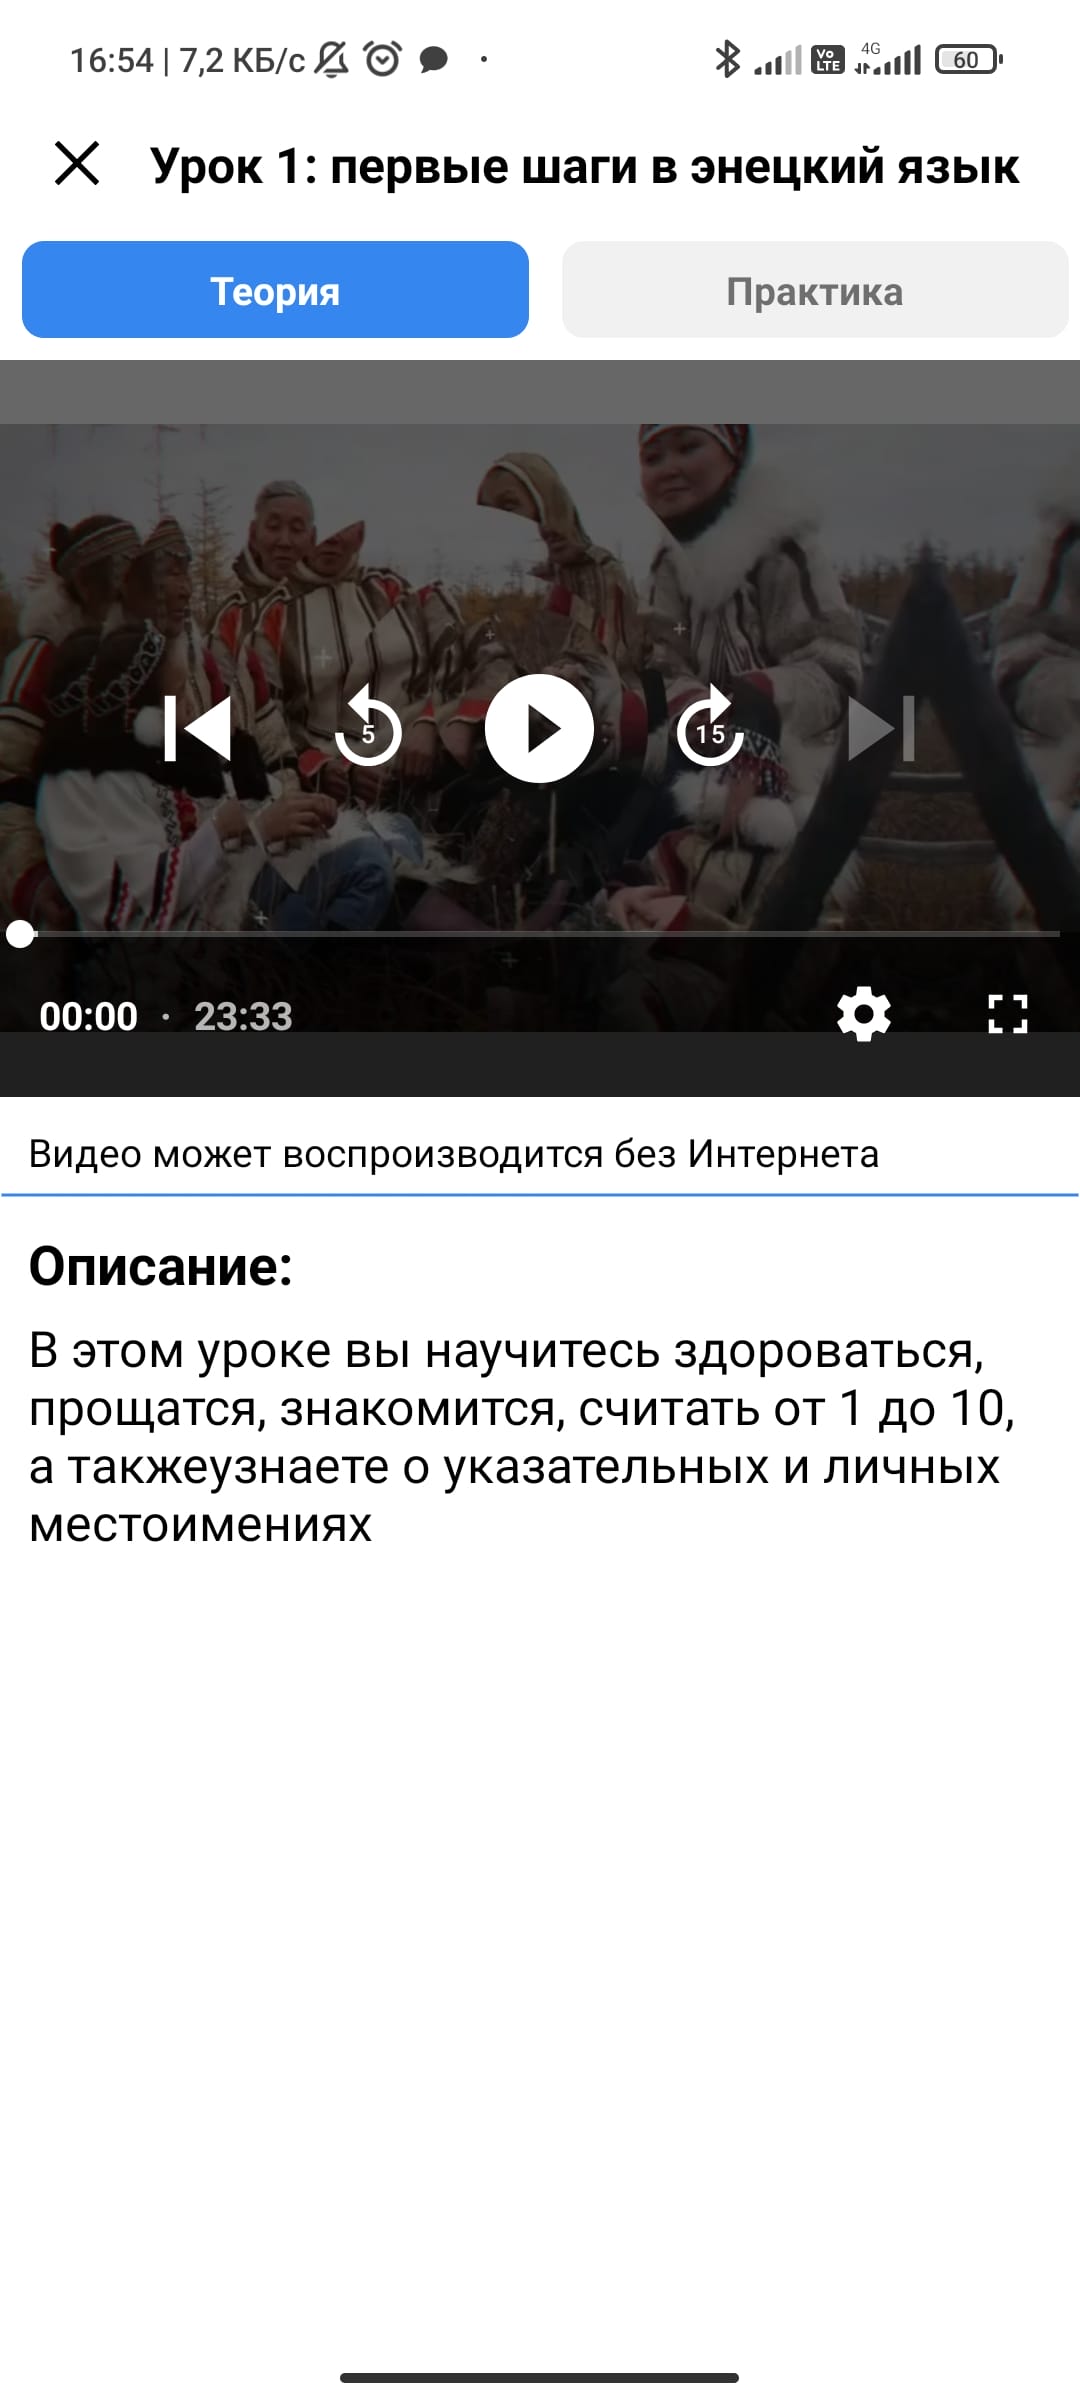 16:54 | 7,2 КБ/с
Vo LTE 4G 60
Урок 1: первые шаги в энецкий язык
Теория Практика
5 15
00:00 · 23:33
Видео может воспроизводится без Интернета
Описание:
В этом уроке вы научитесь здороваться,
прощатся, знакомится, считать от 1 до 10,
а такжеузнаете о указательных и личных
местоимениях